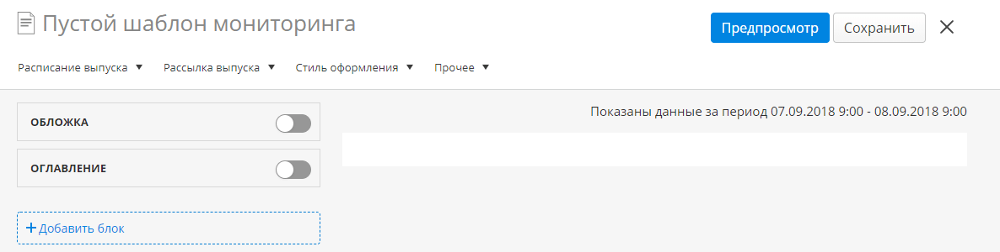 Пустой шаблон мониторинга
Предпросмотр
Сохранить
Расписание выпуска
Рассылка выпуска
Стиль оформления
Прочее
ОБЛОЖКА
Показаны данные за период 07.09.2018 9:00 - 08.09.2018 9:00
ОГЛАВЛЕНИЕ
+ Добавить блок